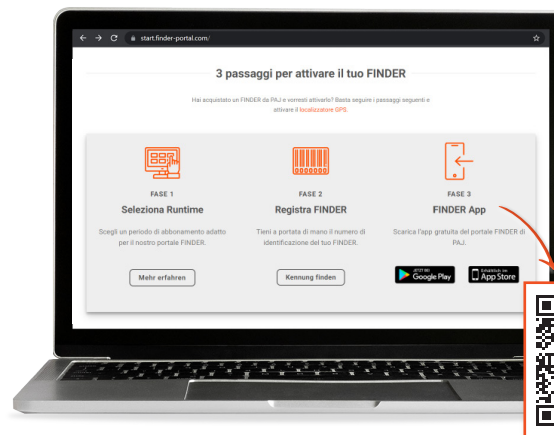 start.finder-portal.com/
3 passaggi per attivare il tuo FINDER
Hai acquistato un FINDER da PAJ e vorresti attivarlo? Basta seguire i passaggi seguenti e
attivare il localizzatore GPS.
FASE 1
Seleziona Runtime
Scegli un periodo di abbonamento adatto
per il nostro portale FINDER.
Mehr erfahren
FASE 2
Registra FINDER
Tieni a portata di mano il numero di
identificazione del tuo FINDER.
Kennung finden
FASE 3
FINDER App
Scarica l'app gratuita del portale FINDER di
PAJ.
JETZT BEI
Google Play
Erhältlich im
App Store